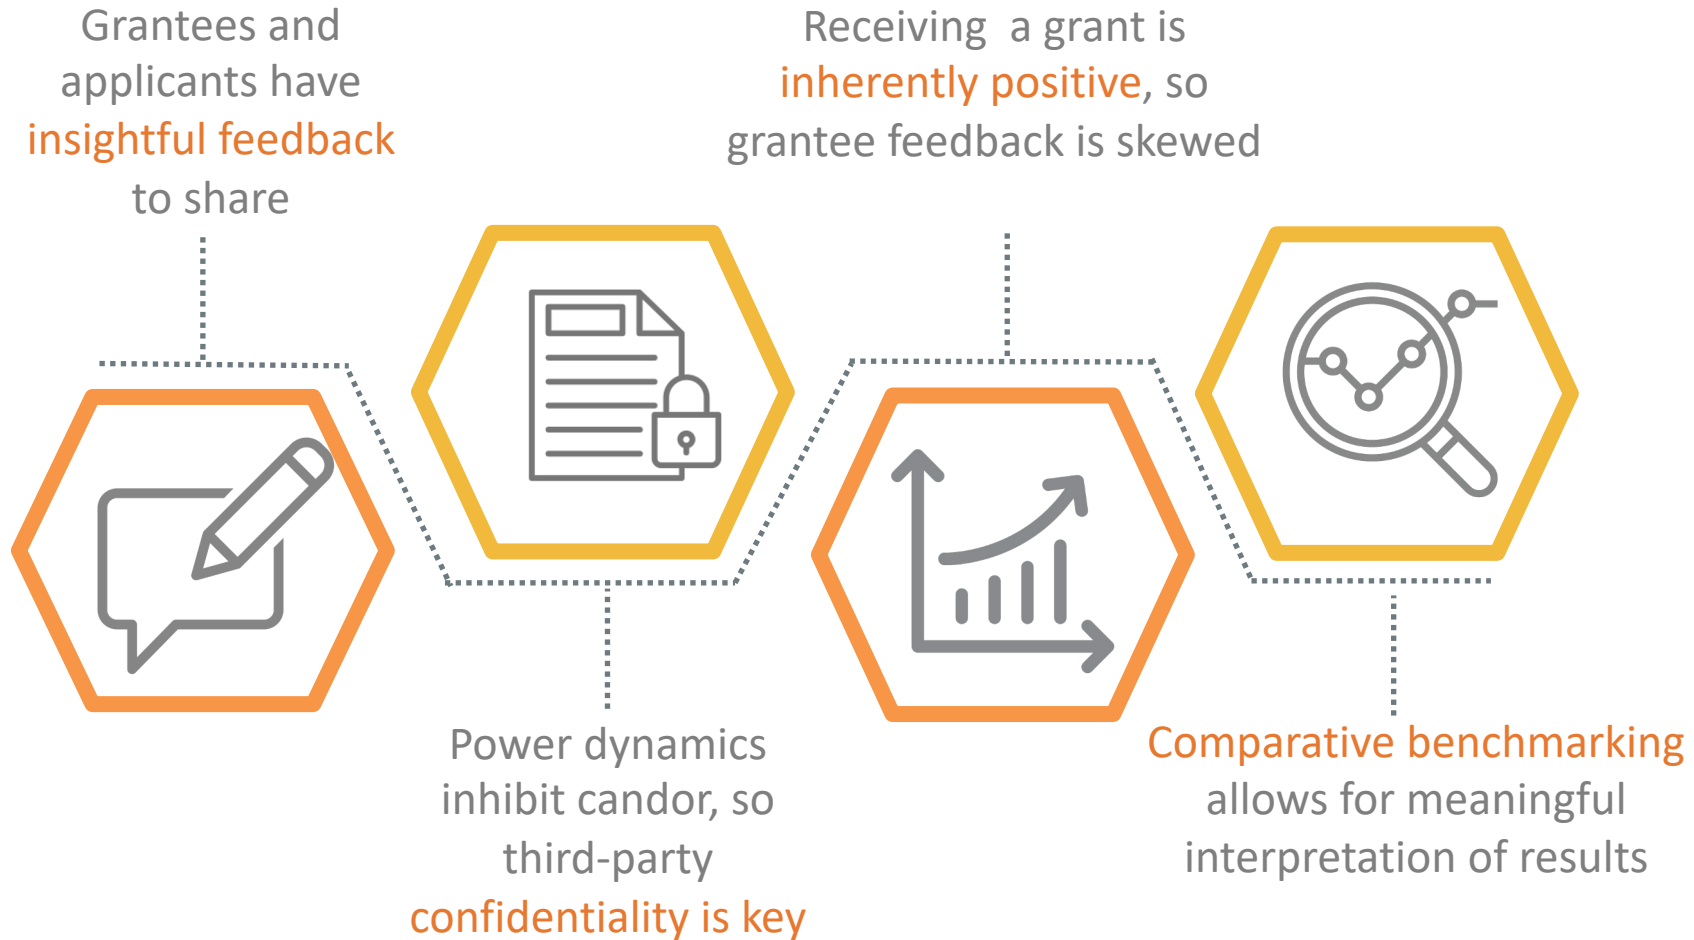 Grantees and
applicants have
insightful feedback
to share
Power dynamics
inhibit candor, so
third-party
confidentiality is key
Receiving  a grant is
inherently positive, so
grantee feedback is skewed
Comparative benchmarking
allows for meaningful
interpretation of results